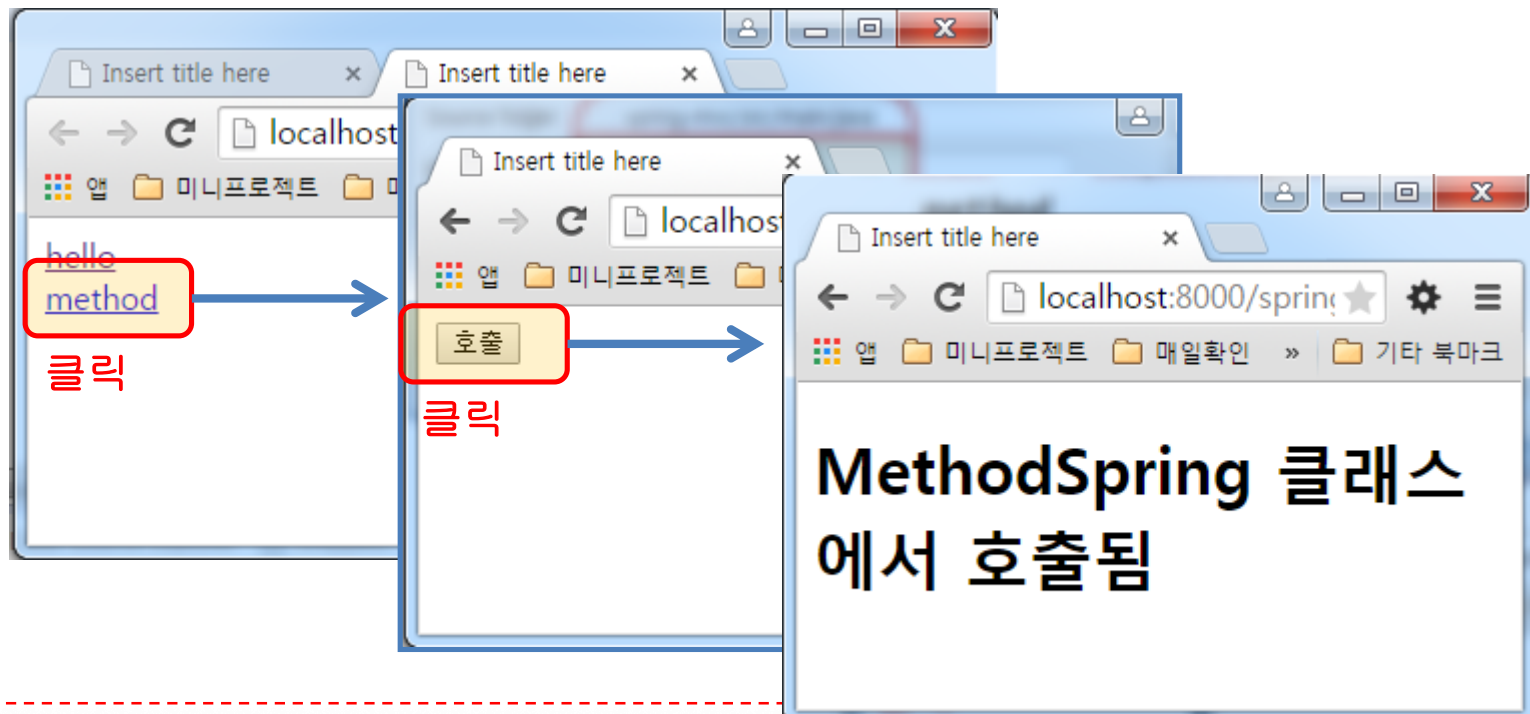 Insert title here
Insert title here
localhost
앱 미니프로젝트
hello
method
클릭
Insert title here
localhos
앱 미니프로젝트
호출
클릭
Insert title here
localhost:8000/spring
앱 미니프로젝트 매일확인 » 기타 북마크
MethodSpring 클래스
에서 호출됨